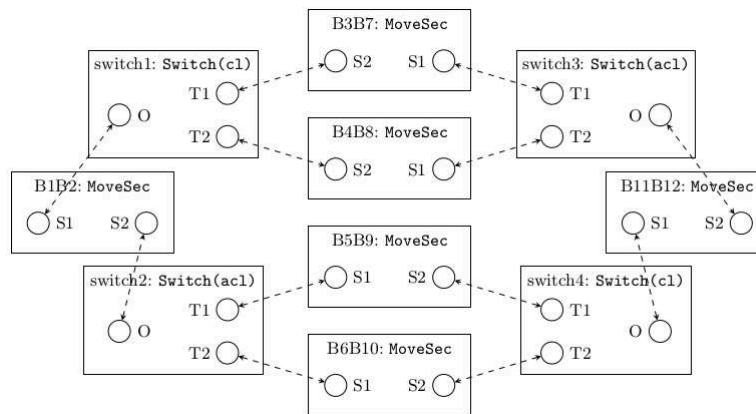 B3B7: MoveSec
S2 S1
switch1: Switch(cl)
T1
O
T2
switch3: Switch(acl)
T1
O
T2
B4B8: MoveSec
S2 S1
B1B2: MoveSec
S1 S2
B11B12: MoveSec
S1 S2
B5B9: MoveSec
S1 S2
switch2: Switch(acl)
T1
O
T2
switch4: Switch(cl)
T1
O
T2
B6B10: MoveSec
S1 S2